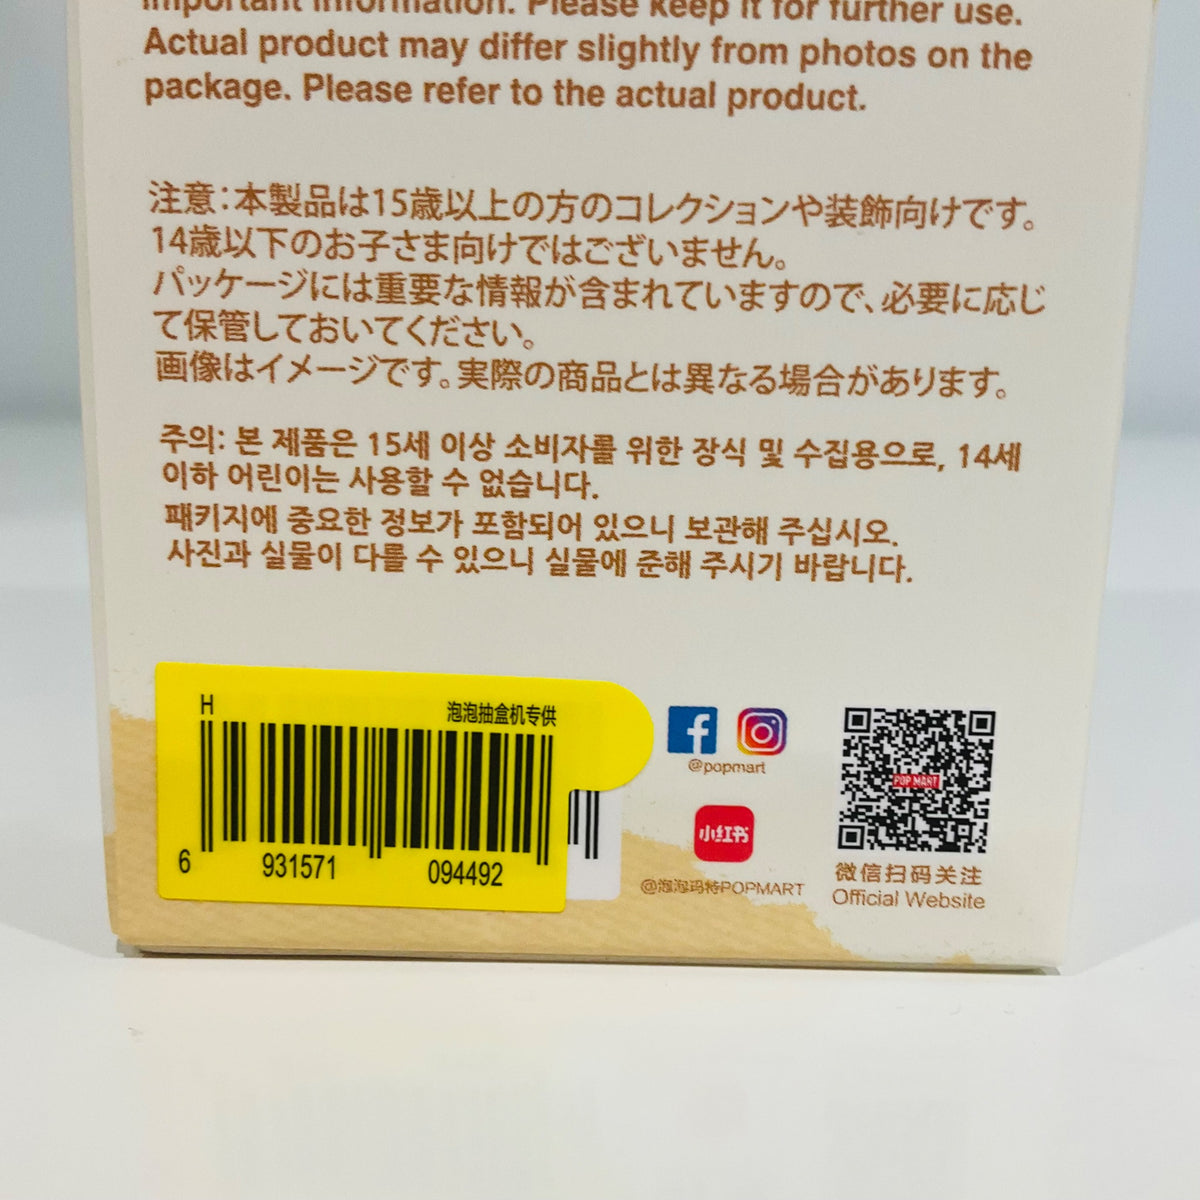 Important information. Please keep it for further use.
Actual product may differ slightly from photos on the
package. Please refer to the actual product.
注意：本製品は15歳以上の方のコレクションや装飾向けです。
14歳以下のお子さま向けではございません。
パッケージには重要な情報が含まれていますので、必要に応じ
て保管しておいてください。
画像はイメージです。実際の商品とは異なる場合があります。
주의: 본 제품은 15세 이상 소비자를 위한 장식 및 수집용으로, 14세
이하 어린이는 사용할 수 없습니다.
패키지에 중요한 정보가 포함되어 있으니 보관해 주십시오.
사진과 실물이 다를 수 있으니 실물에 준해 주시기 바랍니다.
H 泡泡抽盒机专供
6 931571 094492
@popmart
小红书
@泡泡玛特POPMART
POP MART
微信扫码关注
Official Website